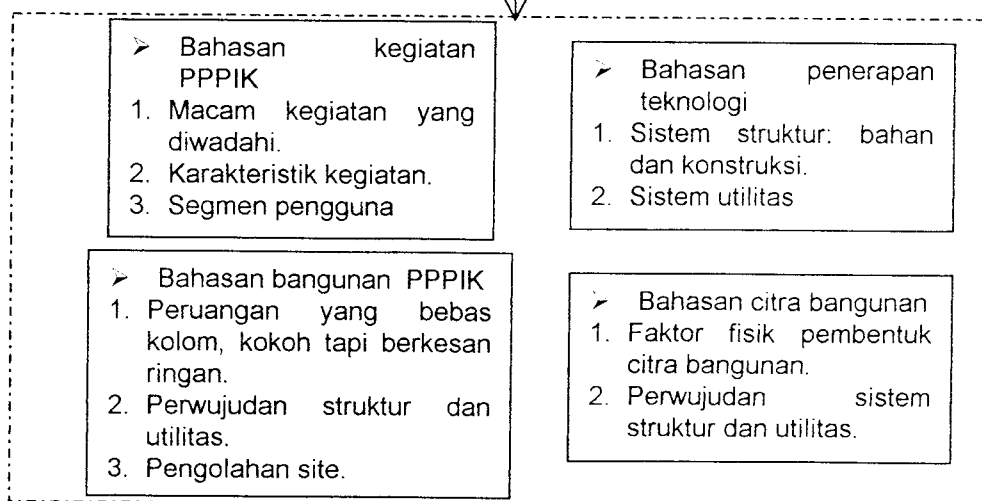 ➢ Bahasan kegiatan
PPPIK
1. Macam kegiatan yang
diwadahi.
2. Karakteristik kegiatan.
3. Segmen pengguna
➢ Bahasan penerapan
teknologi
1. Sistem struktur: bahan
dan konstruksi.
2. Sistem utilitas
➢ Bahasan bangunan PPPIK
1. Peruangan yang bebas
kolom, kokoh tapi berkesan
ringan.
2. Perwujudan struktur dan
utilitas.
3. Pengolahan site.
➢ Bahasan citra bangunan
1. Faktor fisik pembentuk
citra bangunan.
2. Perwujudan sistem
struktur dan utilitas.